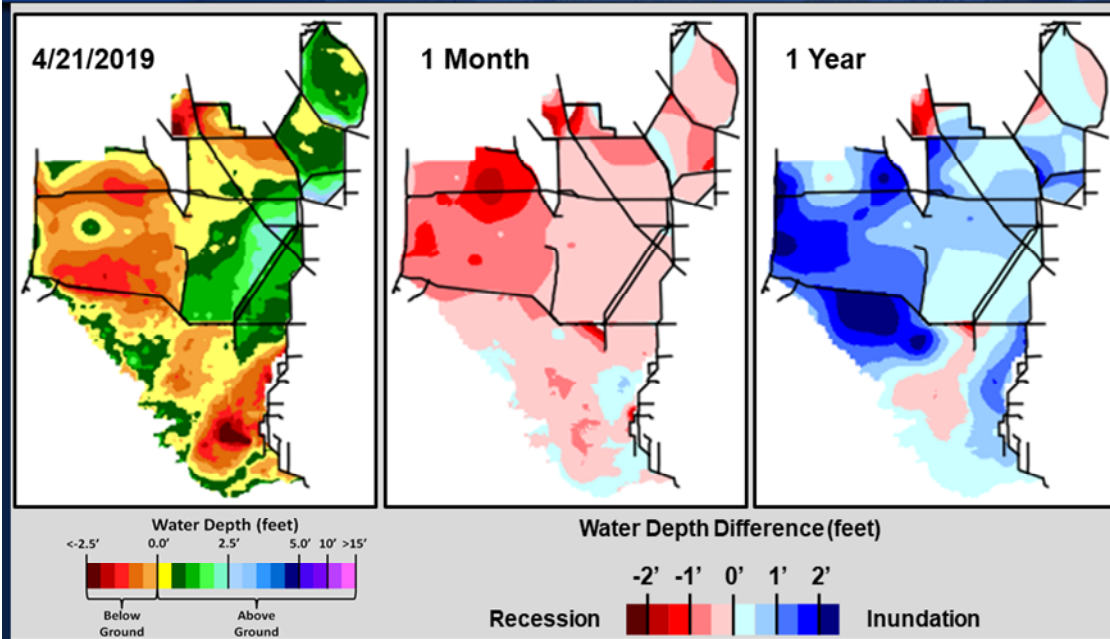 4/21/2019
1 Month
1 Year
Water Depth (feet)
<-2.5' 0.0' 2.5' 5.0' 10' >15'
Below Ground
Above Ground
Water Depth Difference (feet)
-2' -1' 0' 1' 2'
Recession
Inundation